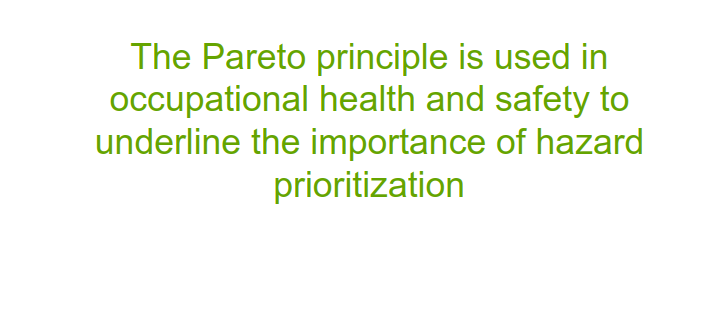 The Pareto principle is used in
occupational health and safety to
underline the importance of hazard
prioritization